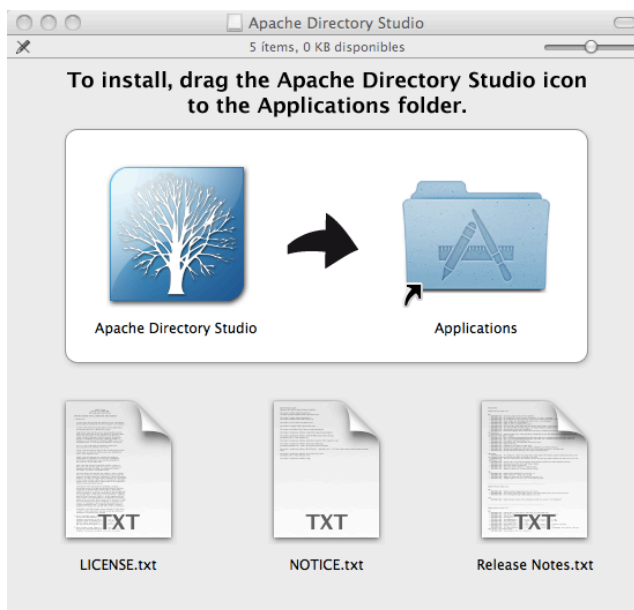 Apache Directory Studio
5 ítems, 0 KB disponibles
To install, drag the Apache Directory Studio icon
to the Applications folder.
Apache Directory Studio
Applications
TXT
TXT
TXT
LICENSE.txt
NOTICE.txt
Release Notes.txt